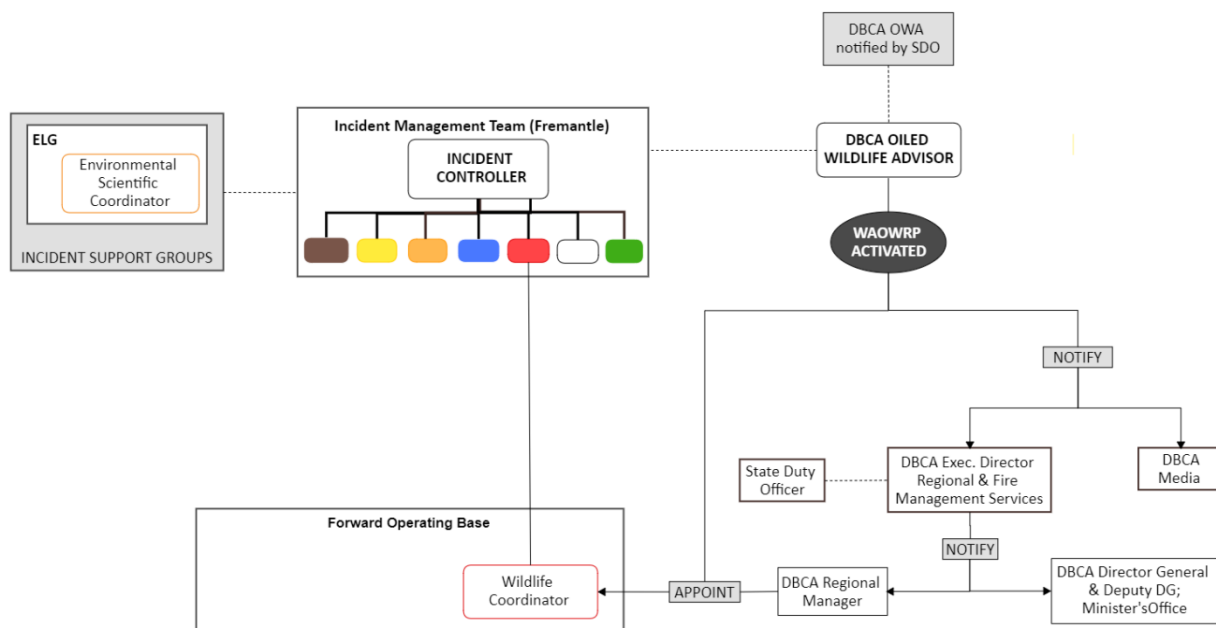 DBCA OWA
notified by SDO
Incident Management Team (Fremantle)
ELG
Environmental
Scientific
Coordinator
INCIDENT SUPPORT GROUPS
INCIDENT
CONTROLLER
DBCA OILED
WILDLIFE ADVISOR
WAOWRP
ACTIVATED
NOTIFY
State Duty
Officer
DBCA Exec. Director
Regional & Fire
Management Services
DBCA
Media
Forward Operating Base
NOTIFY
Wildlife
Coordinator
APPOINT
DBCA Regional
Manager
DBCA Director General
& Deputy DG;
Minister'sOffice